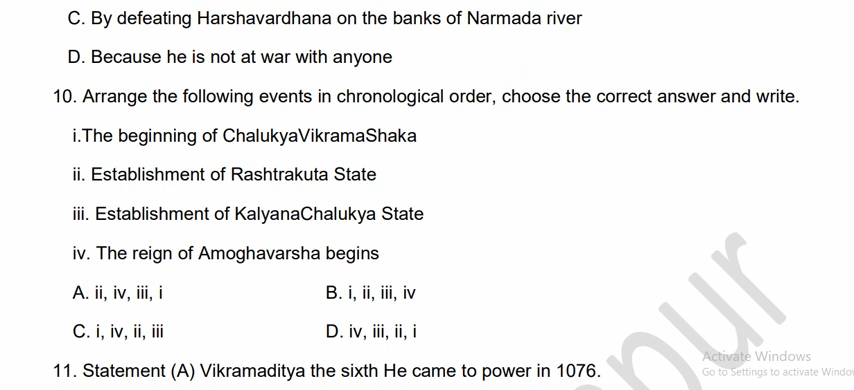 C. By defeating Harshavardhana on the banks of Narmada river
D. Because he is not at war with anyone
10. Arrange the following events in chronological order, choose the correct answer and write.
i.The beginning of ChalukyaVikramaShaka
ii. Establishment of Rashtrakuta State
iii. Establishment of KalyanaChalukya State
iv. The reign of Amoghavarsha begins
A. ii, iv, iii, i B. i, ii, iii, iv
C. i, iv, ii, iii D. iv, iii, ii, i
Activate Windows
Go to Settings to activate
11. Statement (A) Vikramaditya the sixth He came to power in 1076.